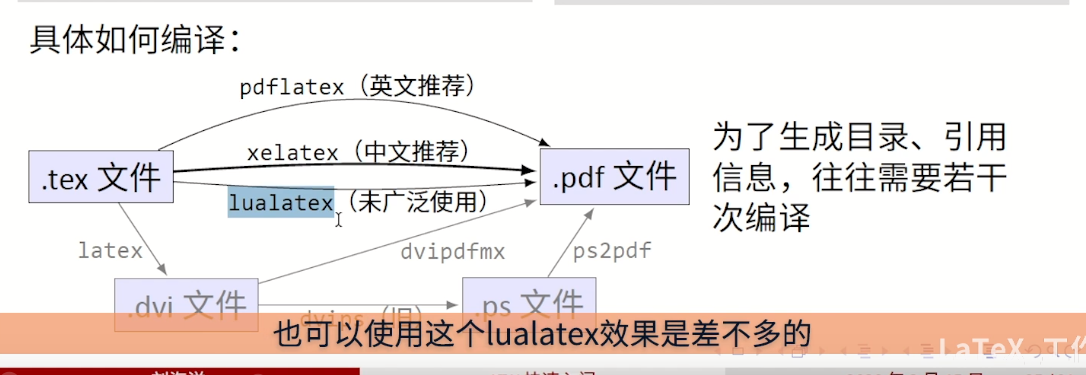 具体如何编译：
pdflatex（英文推荐）
xelatex（中文推荐）
.tex 文件
.pdf 文件
lualatex（未广泛使用）
为了生成目录、引用
信息，往往需要若干
次编译
latex
dvipdfmx
ps2pdf
.dvi 文件
dvips（旧）
.ps 文件
也可以使用这个lualatex效果是差不多的